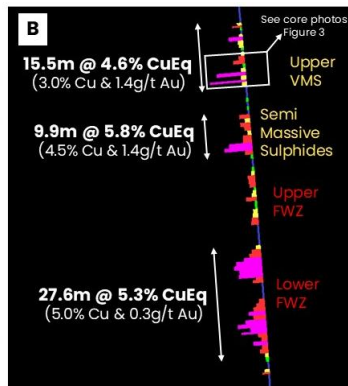 B
See core photos
Figure 3
15.5m @ 4.6% CuEq
(3.0% Cu & 1.4g/t Au)
Upper
VMS
9.9m @ 5.8% CuEq
(4.5% Cu & 1.4g/t Au)
Semi
Massive
Sulphides
Upper
FWZ
27.6m @ 5.3% CuEq
(5.0% Cu & 0.3g/t Au)
Lower
FWZ